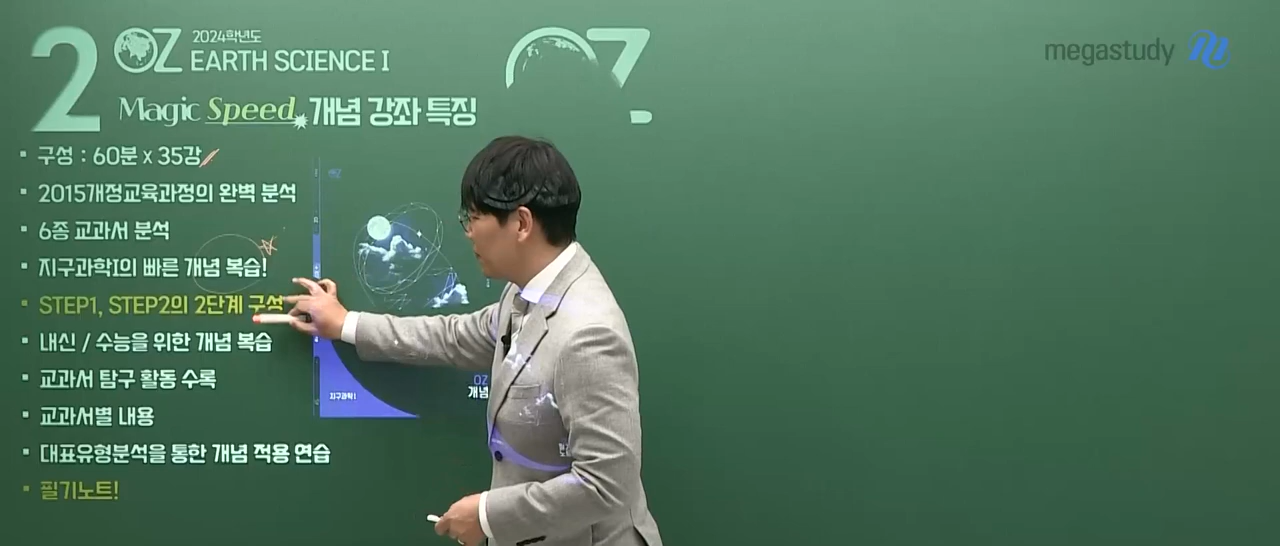 2
OZ
2024학년도
EARTH SCIENCE I
Magic Speed 개념 강좌 특징
OZ
megastudy
구성 : 60분 x 35강
2015개정교육과정의 완벽 분석
6종 교과서 분석
지구과학I의 빠른 개념 복습!
STEP1, STEP2의 2단계 구성
내신 / 수능을 위한 개념 복습
교과서 탐구 활동 수록
교과서별 내용
대표유형분석을 통한 개념 적용 연습
필기노트!
OZ
지구과학 I
OZ
개념